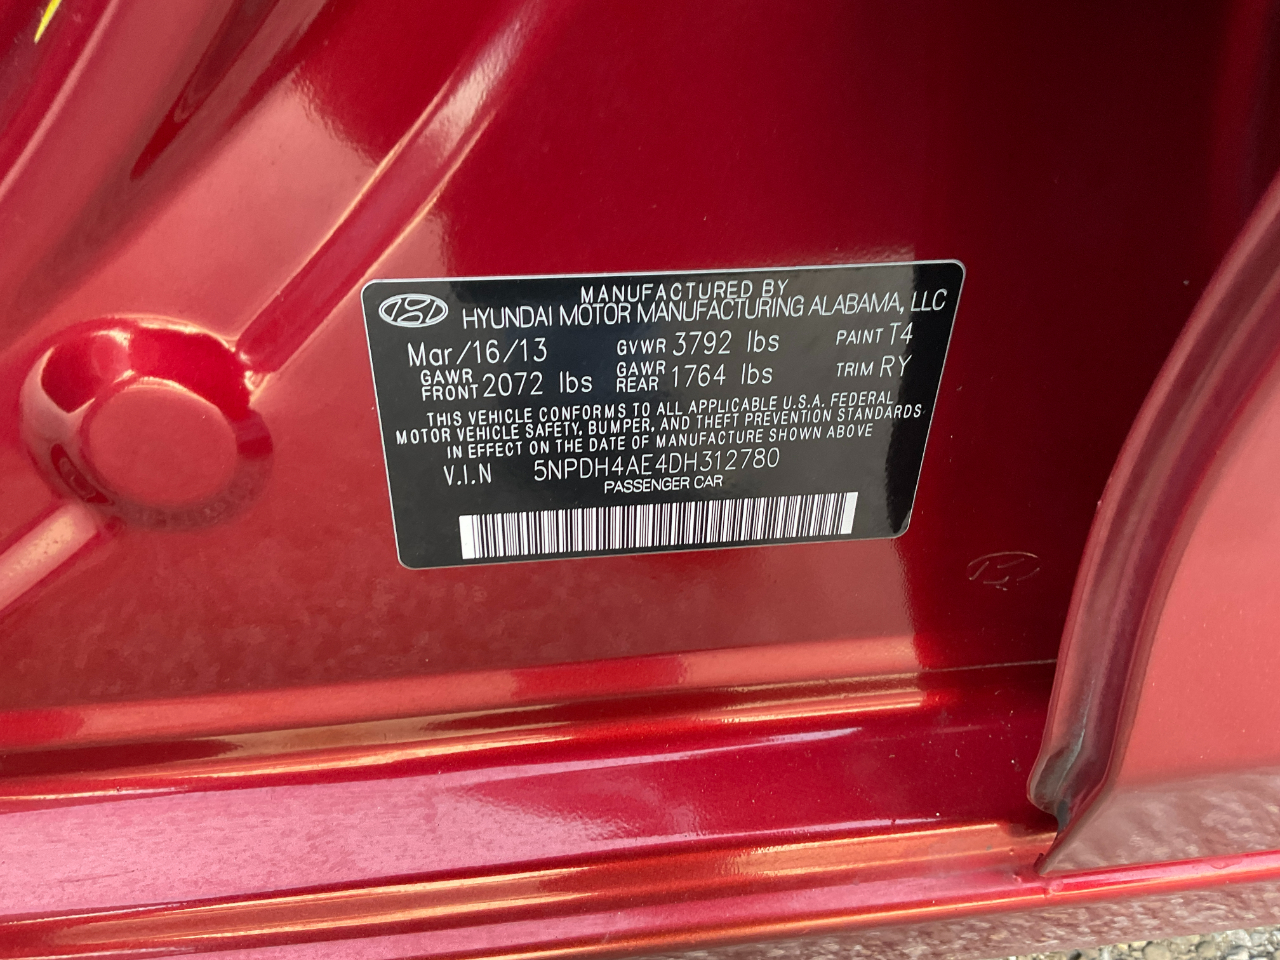 MANUFACTURED BY
HYUNDAI MOTOR MANUFACTURING ALABAMA, LLC
Mar/16/13 GVWR 3792 lbs PAINT T4
GAWR FRONT 2072 lbs GAWR REAR 1764 lbs TRIM RY
THIS VEHICLE CONFORMS TO ALL APPLICABLE U.S.A. FEDERAL
MOTOR VEHICLE SAFETY, BUMPER, AND THEFT PREVENTION STANDARDS
IN EFFECT ON THE DATE OF MANUFACTURE SHOWN ABOVE
V.I.N 5NPDH4AE4DH312780
PASSENGER CAR